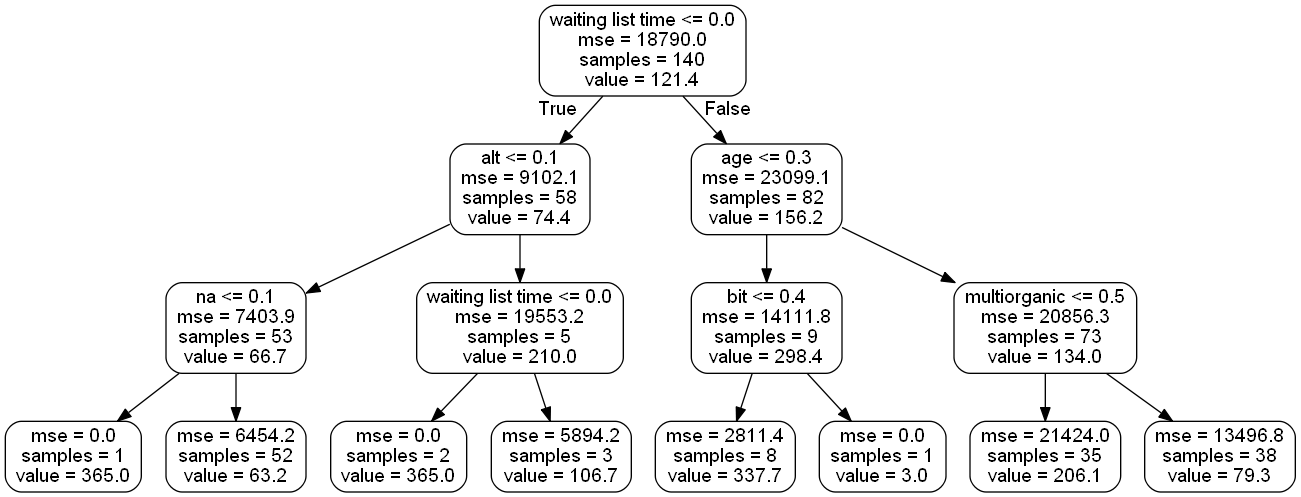 waiting list time <= 0.0
mse = 18790.0
samples = 140
value = 121.4
True
False
alt <= 0.1
mse = 9102.1
samples = 58
value = 74.4
age <= 0.3
mse = 23099.1
samples = 82
value = 156.2
na <= 0.1
mse = 7403.9
samples = 53
value = 66.7
waiting list time <= 0.0
mse = 19553.2
samples = 5
value = 210.0
bit <= 0.4
mse = 14111.8
samples = 9
value = 298.4
multiorganic <= 0.5
mse = 20856.3
samples = 73
value = 134.0
mse = 0.0
samples = 1
value = 365.0
mse = 6454.2
samples = 52
value = 63.2
mse = 0.0
samples = 2
value = 365.0
mse = 5894.2
samples = 3
value = 106.7
mse = 2811.4
samples = 8
value = 337.7
mse = 0.0
samples = 1
value = 3.0
mse = 21424.0
samples = 35
value = 206.1
mse = 13496.8
samples = 38
value = 79.3